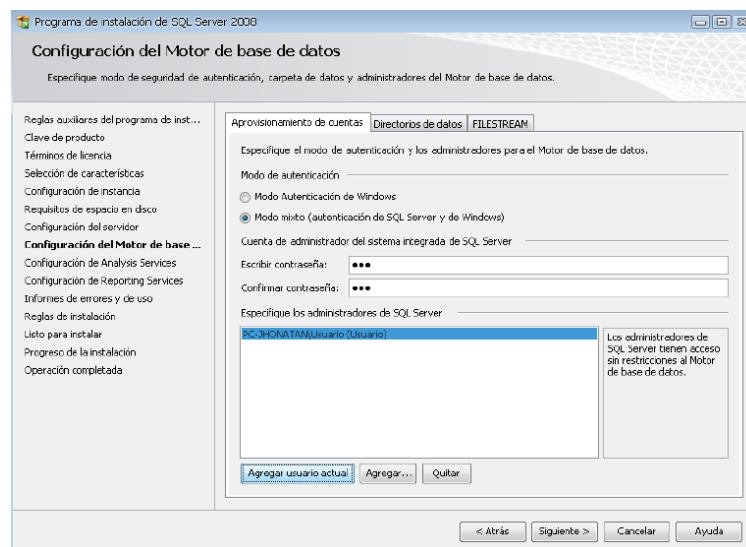 Programa de instalación de SQL Server 2008
Configuración del Motor de base de datos
Especifique modo de seguridad de autenticación, carpeta de datos y administradores del Motor de base de datos.
Reglas auxiliares del programa de inst...
Clave de producto
Términos de licencia
Selección de características
Configuración de instancia
Requisitos de espacio en disco
Configuración del servidor
Configuración del Motor de base ...
Configuración de Analysis Services
Configuración de Reporting Services
Informes de errores y de uso
Reglas de instalación
Listo para instalar
Progreso de la instalación
Operación completada
Aprovisionamiento de cuentas Directorios de datos FILESTREAM
Especifique el modo de autenticación y los administradores para el Motor de base de datos.
Modo de autenticación
Modo Autenticación de Windows
Modo mixto (autenticación de SQL Server y de Windows)
Cuenta de administrador del sistema integrada de SQL Server
Escribir contraseña: ●●●
Confirmar contraseña: ●●●
Especifique los administradores de SQL Server
PC-JHONATAN\Usuario (Usuario)
Los administradores de
SQL Server tienen acceso
sin restricciones al Motor
de base de datos.
Agregar usuario actual Agregar... Quitar
< Atrás Siguiente > Cancelar Ayuda